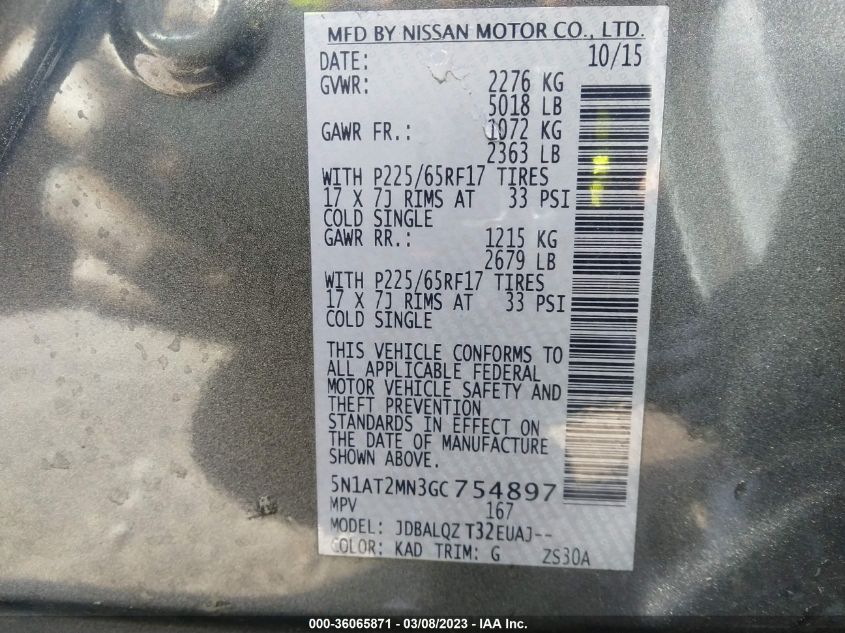 MFD BY NISSAN MOTOR CO., LTD.
DATE: 10/15
GVWR: 2276 KG
5018 LB
GAWR FR.: 1072 KG
2363 LB
WITH P225/65RF17 TIRES
17 X 7J RIMS AT 33 PSI
COLD SINGLE
GAWR RR.: 1215 KG
2679 LB
WITH P225/65RF17 TIRES
17 X 7J RIMS AT 33 PSI
COLD SINGLE
THIS VEHICLE CONFORMS TO
ALL APPLICABLE FEDERAL
MOTOR VEHICLE SAFETY AND
THEFT PREVENTION
STANDARDS IN EFFECT ON
THE DATE OF MANUFACTURE
SHOWN ABOVE.
5N1AT2MN3GC754897
MPV 167
MODEL: JDBALQZ T32EUAJ--
COLOR: KAD TRIM: G ZS30A
000-36065871 - 03/08/2023 - IAA Inc.